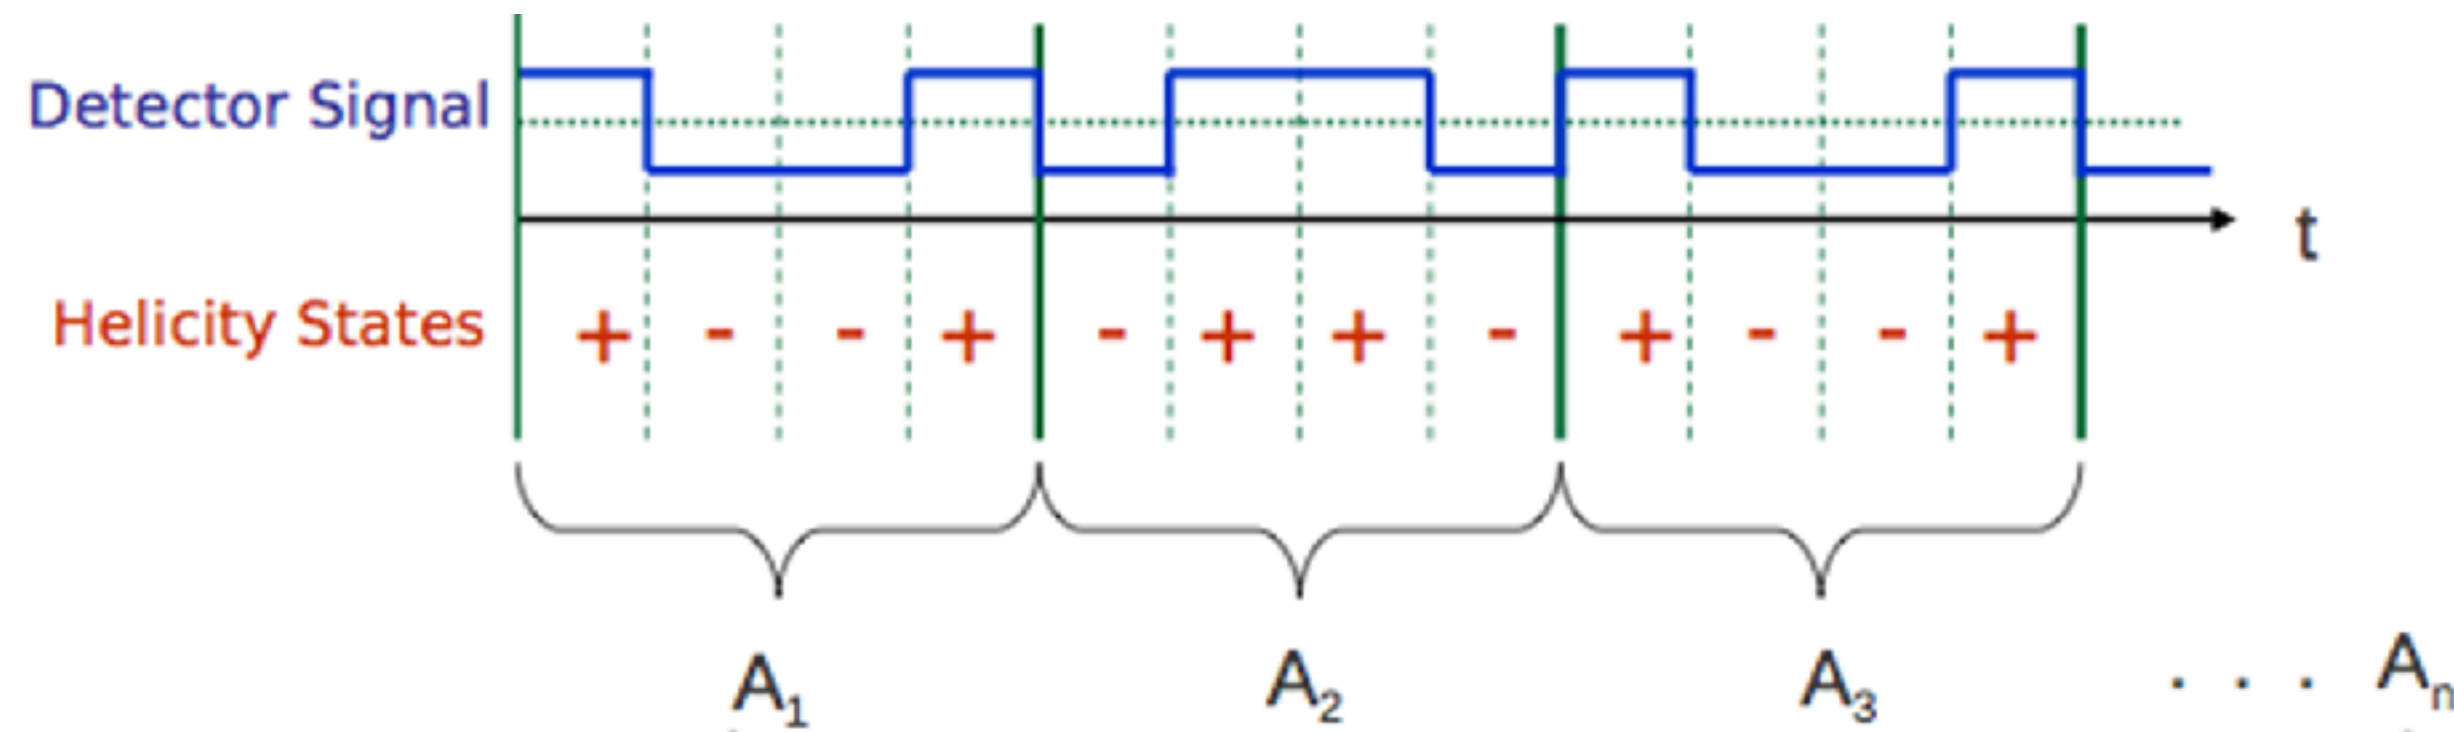 Detector Signal
t
Helicity States + - - + - + + - + - - +
A1 A2 A3 . . . An